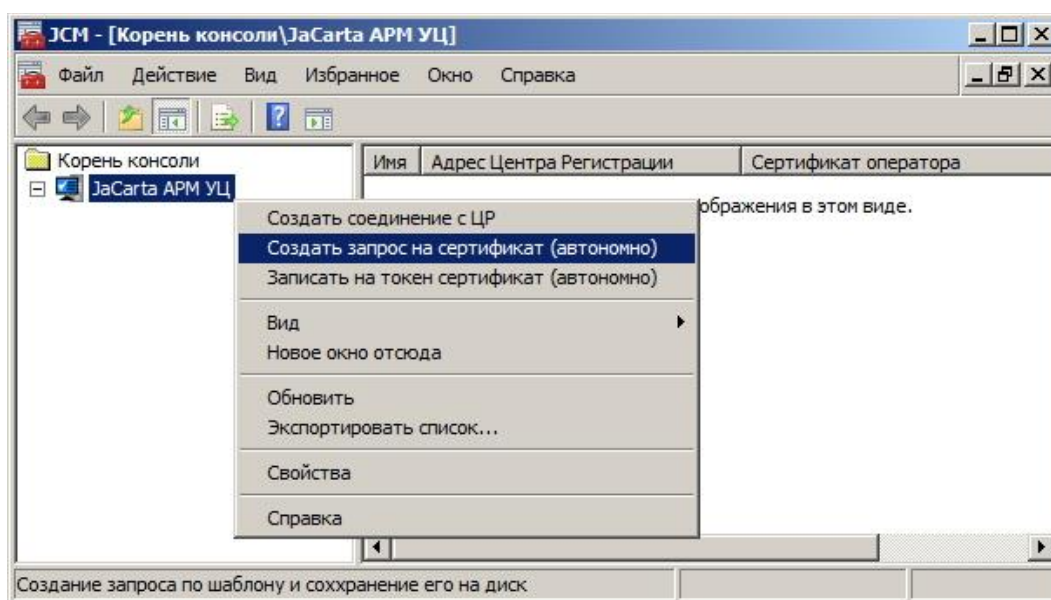 JCM - [Корень консоли\JaCarta АРМ УЦ]
Файл Действие Вид Избранное Окно Справка
Корень консоли
JaCarta АРМ УЦ
Имя Адрес Центра Регистрации Сертификат оператора
ображения в этом виде.
Создать соединение с ЦР
Создать запрос на сертификат (автономно)
Записать на токен сертификат (автономно)
Вид
Новое окно отсюда
Обновить
Экспортировать список...
Свойства
Справка
Создание запроса по шаблону и соххранение его на диск